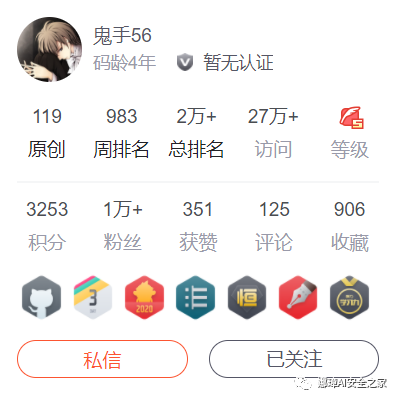 鬼手56
码龄4年 暂无认证
119 983 2万+ 27万+
原创 周排名 总排名 访问 等级
3253 1万+ 351 125 906
积分 粉丝 获赞 评论 收藏
2020
私信 已关注
娜璋AI安全之家